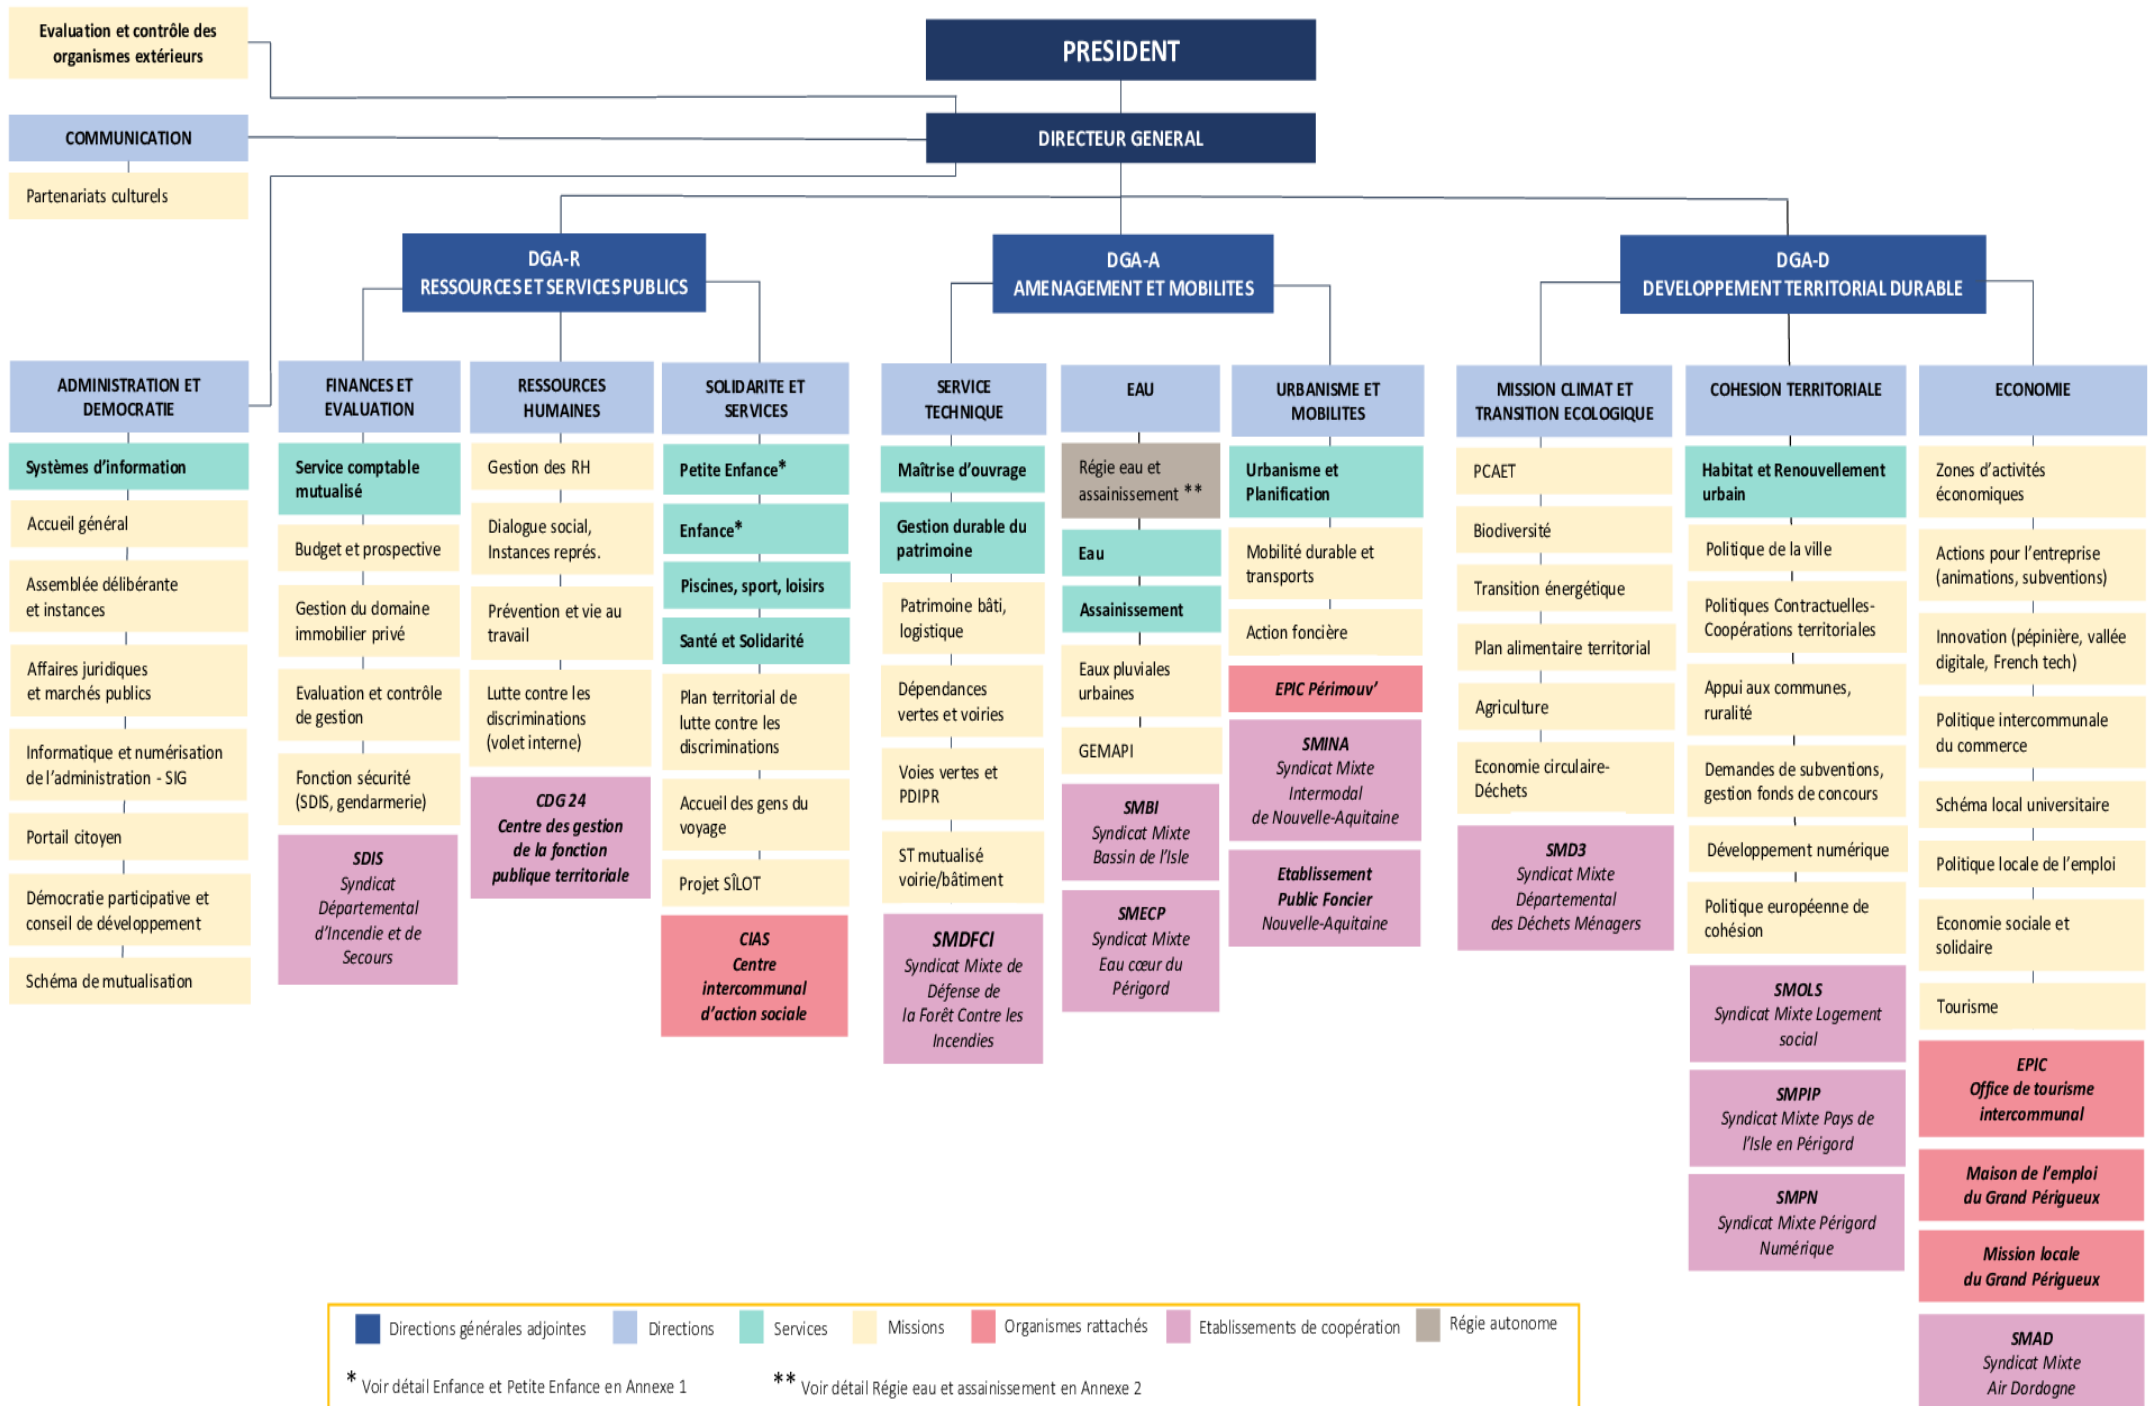 Evaluation et contrôle des
organismes extérieurs
PRESIDENT
COMMUNICATION
DIRECTEUR GENERAL
Partenariats culturels
DGA-R
RESSOURCES ET SERVICES PUBLICS
DGA-A
AMENAGEMENT ET MOBILITES
DGA-D
DEVELOPPEMENT TERRITORIAL DURABLE
ADMINISTRATION ET
DEMOCRATIE
Systèmes d'information
Accueil général
Assemblée délibérante
et instances
Affaires juridiques
et marchés publics
Informatique et numérisation
de l'administration - SIG
Portail citoyen
Démocratie participative et
conseil de développement
Schéma de mutualisation
FINANCES ET
EVALUATION
Service comptable
mutualisé
Budget et prospective
Gestion du domaine
immobilier privé
Evaluation et contrôle
de gestion
Fonction sécurité
(SDIS, gendarmerie)
SDIS
Syndicat
Départemental
d'Incendie et de
Secours
RESSOURCES
HUMAINES
Gestion des RH
Dialogue social,
Instances représ.
Prévention et vie au
travail
Lutte contre les
discriminations
(volet interne)
CDG 24
Centre des gestion
de la fonction
publique territoriale
SOLIDARITE ET
SERVICES
Petite Enfance*
Enfance*
Piscines, sport, loisirs
Santé et Solidarité
Plan territorial de
lutte contre les
discriminations
Accueil des gens du
voyage
Projet SÎLOT
CIAS
Centre
intercommunal
d'action sociale
SERVICE
TECHNIQUE
Maîtrise d'ouvrage
Gestion durable du
patrimoine
Patrimoine bâti,
logistique
Dépendances
vertes et voiries
Voies vertes et
PDIPR
ST mutualisé
voirie/bâtiment
SMDFCI
Syndicat Mixte de
Défense de
la Forêt Contre les
Incendies
EAU
Régie eau et
assainissement **
Eau
Assainissement
Eaux pluviales
urbaines
GEMAPI
SMBI
Syndicat Mixte
Bassin de l'Isle
SMECP
Syndicat Mixte
Eau cœur du
Périgord
URBANISME ET
MOBILITES
Urbanisme et
Planification
Mobilité durable et
transports
Action foncière
EPIC Périmouv'
SMINA
Syndicat Mixte
Intermodal
de Nouvelle-Aquitaine
Etablissement
Public Foncier
Nouvelle-Aquitaine
MISSION CLIMAT ET
TRANSITION ECOLOGIQUE
PCAET
Biodiversité
Transition énergétique
Plan alimentaire territorial
Agriculture
Economie circulaire-
Déchets
SMD3
Syndicat Mixte
Départemental
des Déchets Ménagers
COHESION TERRITORIALE
Habitat et Renouvellement
urbain
Politique de la ville
Politiques Contractuelles-
Coopérations territoriales
Appui aux communes,
ruralité
Demandes de subventions,
gestion fonds de concours
Développement numérique
Politique européenne de
cohésion
SMOLS
Syndicat Mixte Logement
social
SMPIP
Syndicat Mixte Pays de
l'Isle en Périgord
SMPN
Syndicat Mixte Périgord
Numérique
ECONOMIE
Zones d'activités
économiques
Actions pour l'entreprise
(animations, subventions)
Innovation (pépinière, vallée
digitale, French tech)
Politique intercommunale
du commerce
Schéma local universitaire
Politique locale de l'emploi
Economie sociale et
solidaire
Tourisme
EPIC
Office de tourisme
intercommunal
Maison de l'emploi
du Grand Périgueux
Mission locale
du Grand Périgueux
SMAD
Syndicat Mixte
Air Dordogne
Directions générales adjointes
Directions
Services
Missions
Organismes rattachés
Etablissements de coopération
Régie autonome
* Voir détail Enfance et Petite Enfance en Annexe 1
** Voir détail Régie eau et assainissement en Annexe 2